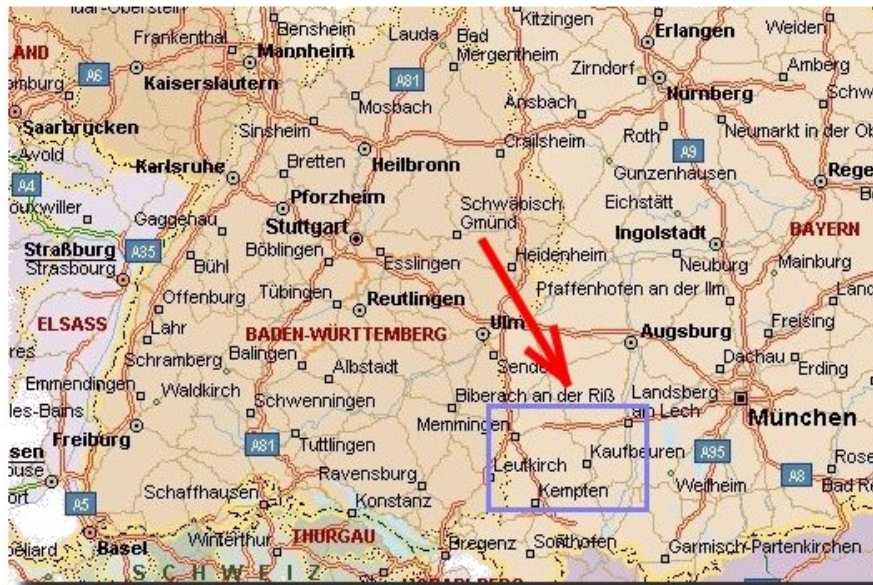 Idar-Oberstein
Bensheim
Lauda
Bad
Mergentheim
Kitzingen
Erlangen
Weiden
LAND
Frankenthal
Mannheim
A6
Kaiserslautern
A81
Zirndorf
Amberg
Nürnberg
Mosbach
Ansbach
Saarbrücken
Sinsheim
Crailsheim
Roth
Neumarkt in der
Avold
Bretten
Heilbronn
A9
Karlsruhe
Gunzenhausen
A4
Pforzheim
Schwäbisch
Gmünd
Eichstätt
Gaggenau
Stuttgart
BAYERN
Straßburg
A35
Böblingen
Ingolstadt
Strasbourg
Bühl
Esslingen
Heidenheim
Neuburg
Mainburg
Tübingen
Pfaffenhofen an der Ilm
Offenburg
Reutlingen
ELSASS
Lahr
BADEN-WÜRTTEMBERG
Ulm
Augsburg
Freising
Schramberg
Balingen
Albstadt
Dachau
Erding
Emmendingen
Waldkirch
Schwenningen
Biberach an der Riß
Landsberg
am Lech
München
Memmingen
Freiburg
A81
Tuttlingen
Kaufbeuren
A95
Leutkirch
Ravensburg
Weilheim
A8
A5
Schaffhausen
Konstanz
Kempten
Basel
Winterthur
THURGAU
Bregenz
Sonthofen
Garmisch-Partenkirchen
SCHWEIZ